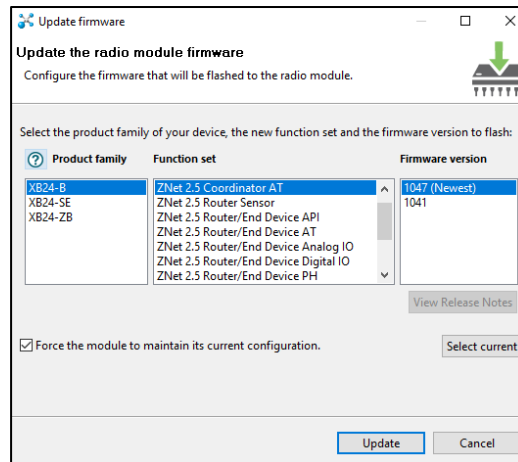 Update firmware
Update the radio module firmware
Configure the firmware that will be flashed to the radio module.
Select the product family of your device, the new function set and the firmware version to flash:
? Product family Function set Firmware version
XB24-B ZNet 2.5 Coordinator AT 1047 (Newest)
XB24-SE ZNet 2.5 Router Sensor 1041
XB24-ZB ZNet 2.5 Router/End Device API
ZNet 2.5 Router/End Device AT
ZNet 2.5 Router/End Device Analog IO
ZNet 2.5 Router/End Device Digital IO
ZNet 2.5 Router/End Device PH
View Release Notes
Force the module to maintain its current configuration. Select current
Update Cancel